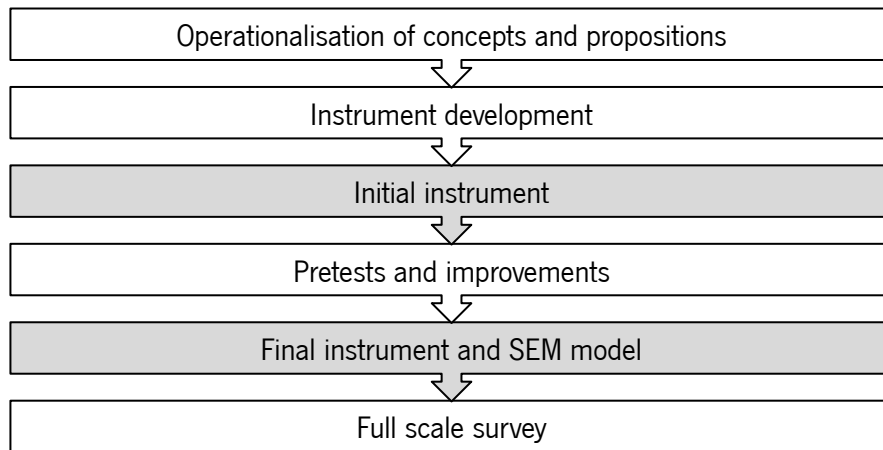 Operationalisation of concepts and propositions
Instrument development
Initial instrument
Pretests and improvements
Final instrument and SEM model
Full scale survey